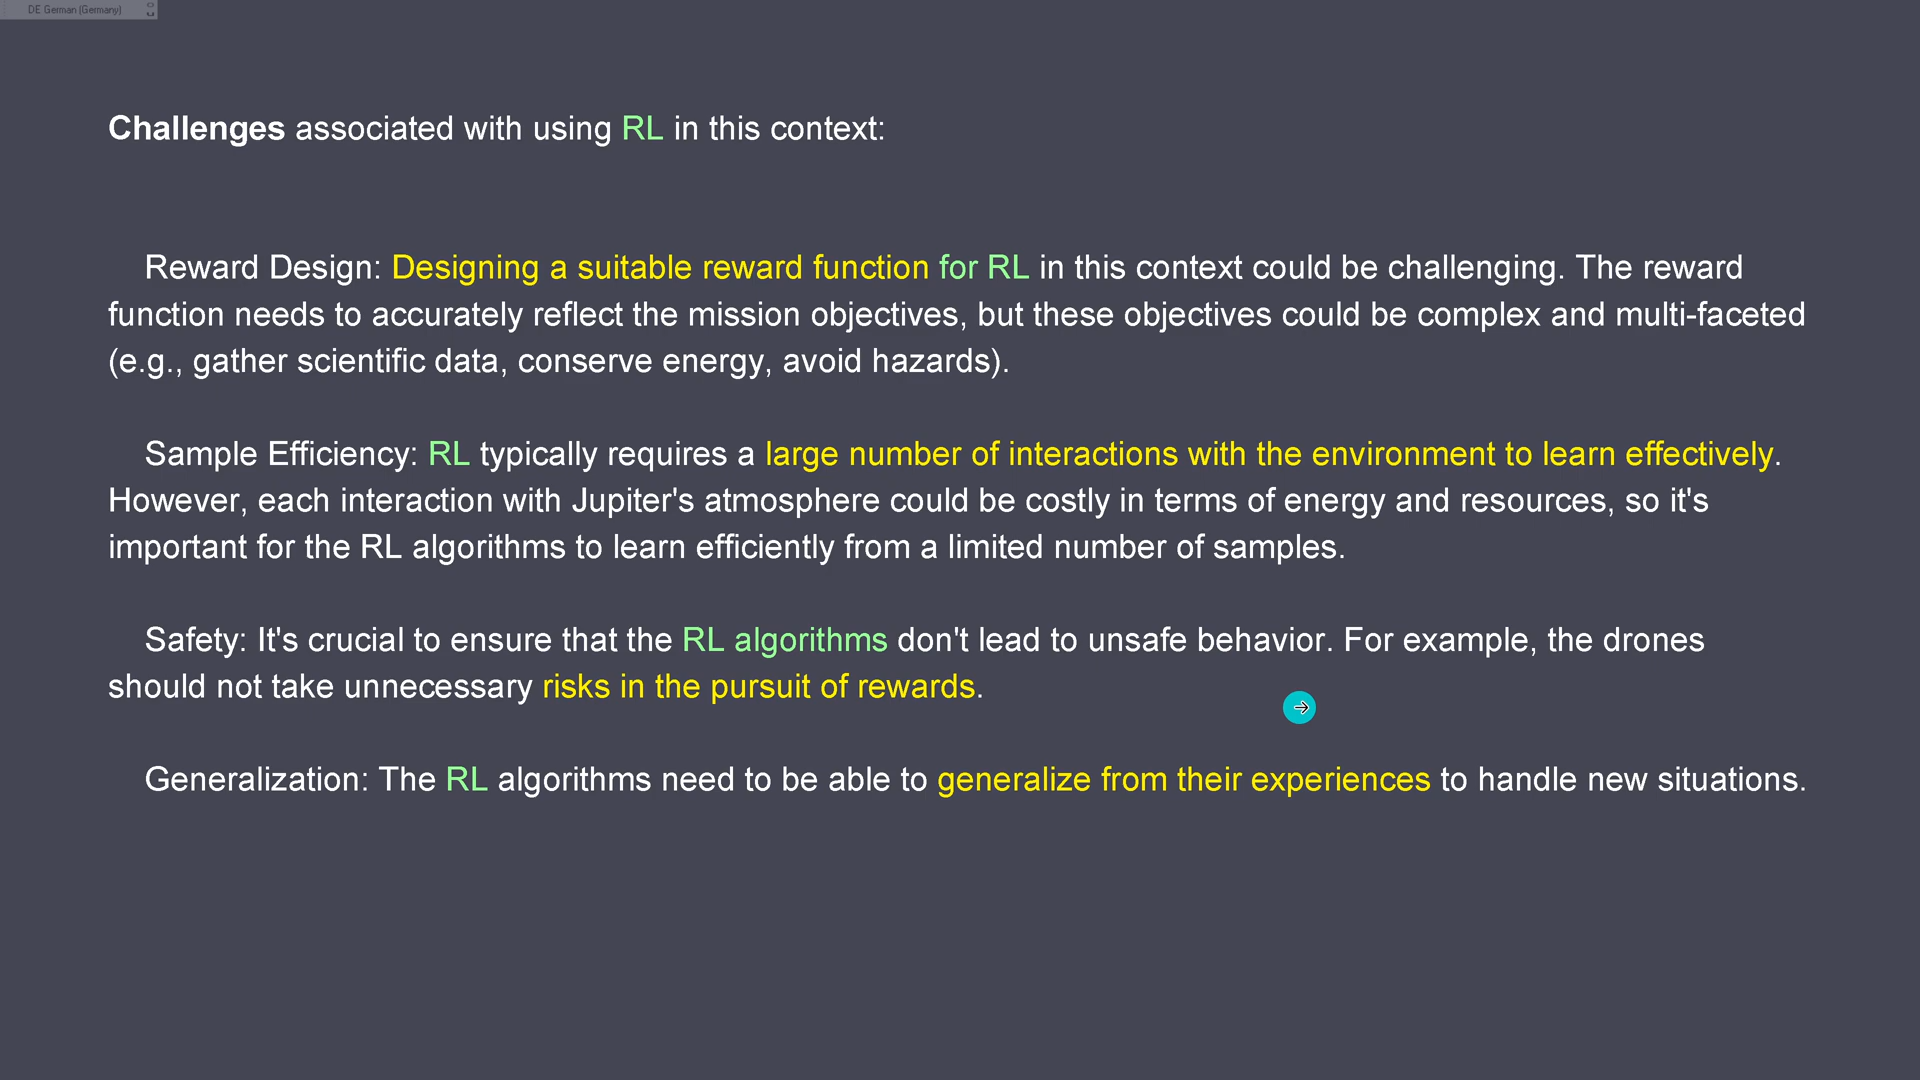 DE German (Germany)
Challenges associated with using RL in this context:
Reward Design: Designing a suitable reward function for RL in this context could be challenging. The reward
function needs to accurately reflect the mission objectives, but these objectives could be complex and multi-faceted
(e.g., gather scientific data, conserve energy, avoid hazards).
Sample Efficiency: RL typically requires a large number of interactions with the environment to learn effectively.
However, each interaction with Jupiter's atmosphere could be costly in terms of energy and resources, so it's
important for the RL algorithms to learn efficiently from a limited number of samples.
Safety: It's crucial to ensure that the RL algorithms don't lead to unsafe behavior. For example, the drones
should not take unnecessary risks in the pursuit of rewards.
Generalization: The RL algorithms need to be able to generalize from their experiences to handle new situations.